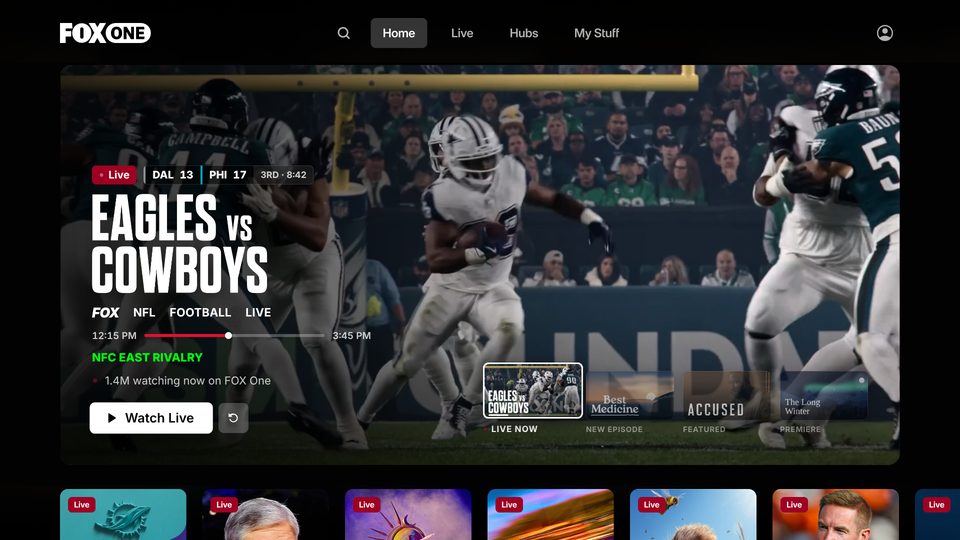 FOX ONE
Home
Live
Hubs
My Stuff
CAMPBELL
BAUN
Live
DAL 13
PHI 17
3RD · 8:42
EAGLES VS
COWBOYS
FOX NFL FOOTBALL LIVE
12:15 PM
3:45 PM
NFC EAST RIVALRY
1.4M watching now on FOX One
Watch Live
EAGLES VS
COWBOYS
LIVE NOW
Best
Medicine
NEW EPISODE
ACCUSED
FEATURED
The Long
Winter
PREMIERE
Live
Live
Live
Live
Live
Live
Live